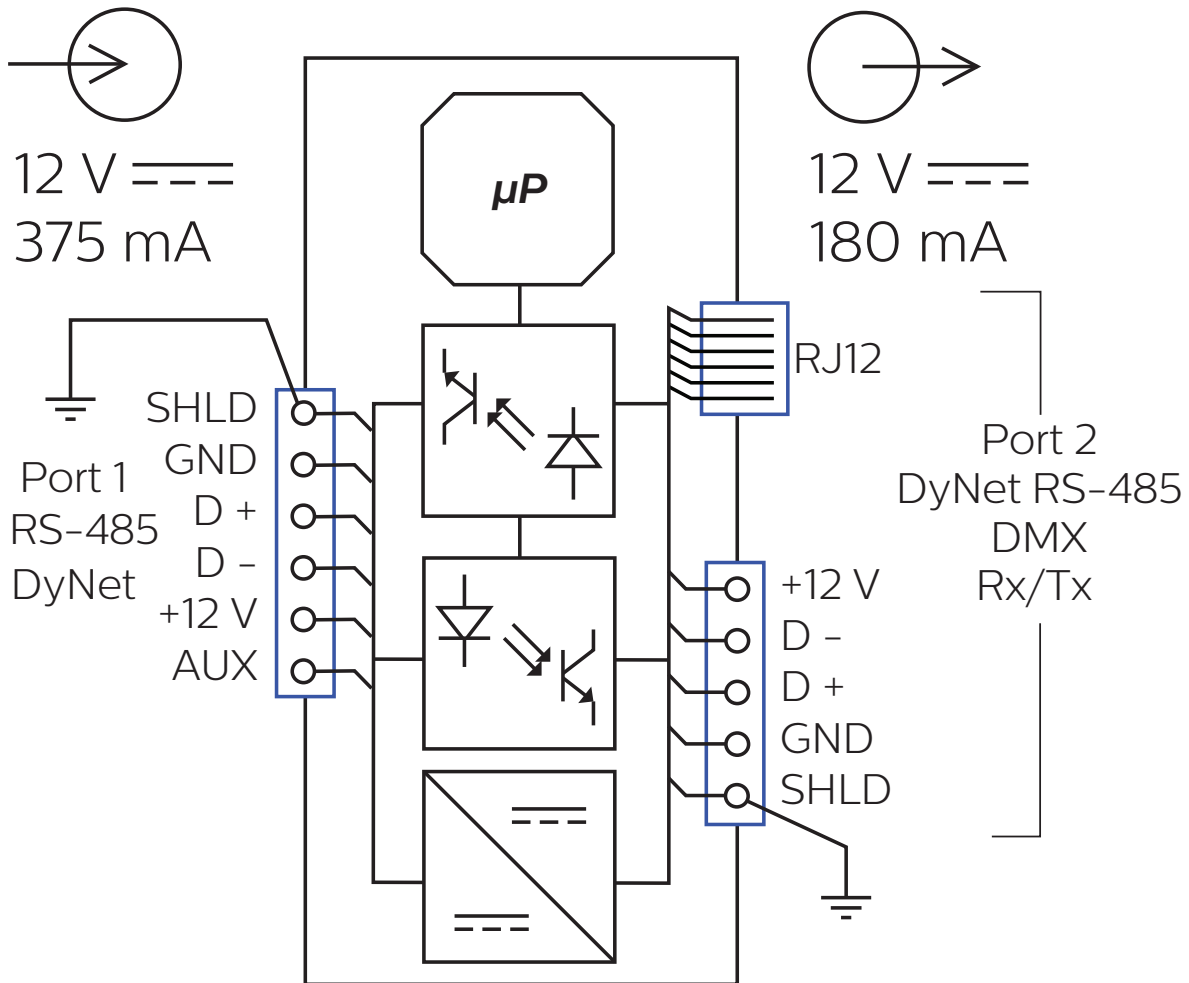 12 V
375 mA
12 V
180 mA
µP
RJ12
SHLD
GND
D +
D -
+12 V
AUX
Port 1
RS-485
DyNet
Port 2
DyNet RS-485
DMX
Rx/Tx
+12 V
D -
D +
GND
SHLD